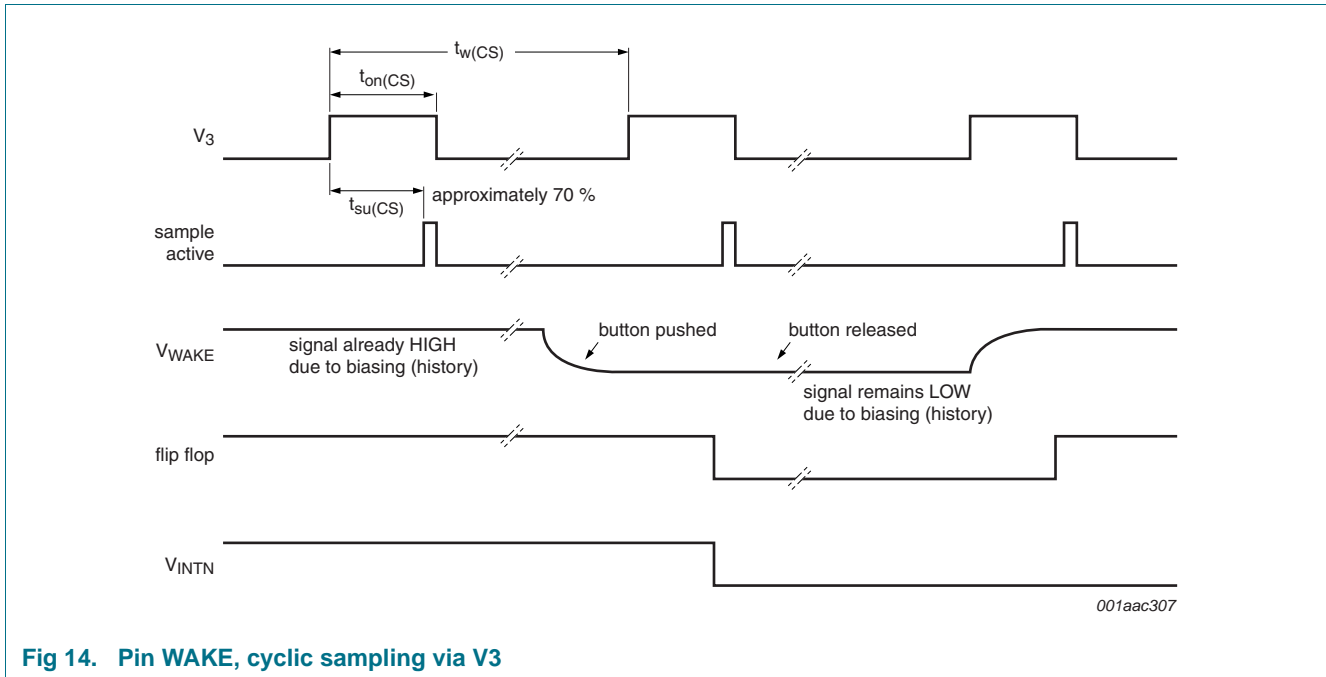 tw(CS)
ton(CS)
V3
tsu(CS)
approximately 70 %
sample
active
VWAKE
signal already HIGH
due to biasing (history)
button pushed
button released
signal remains LOW
due to biasing (history)
flip flop
VINTN
001aac307
Fig 14. Pin WAKE, cyclic sampling via V3